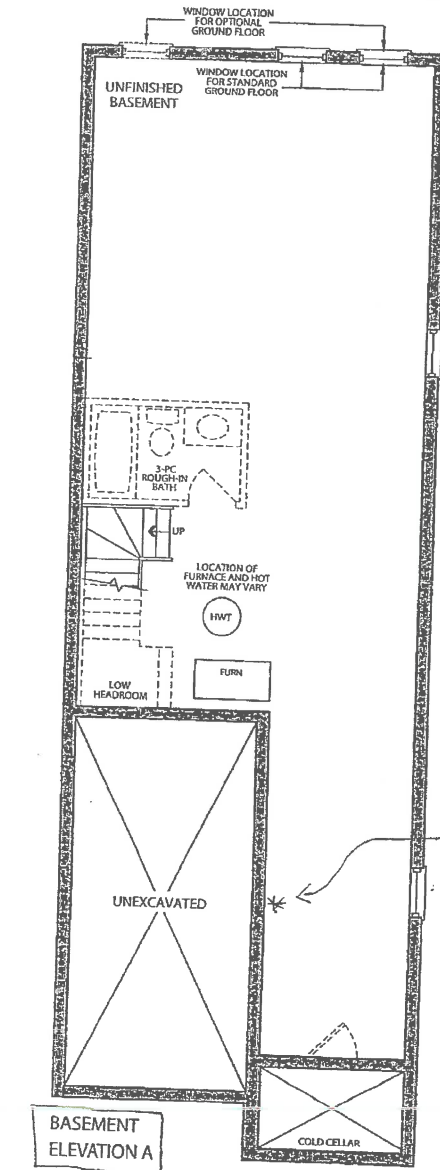 WINDOW LOCATION
FOR OPTIONAL
GROUND FLOOR
WINDOW LOCATION
FOR STANDARD
GROUND FLOOR
UNFINISHED
BASEMENT
3-PC
ROUGH-IN
BATH
UP
LOCATION OF
FURNACE AND HOT
WATER MAY VARY
HWT
FURN
LOW
HEADROOM
UNEXCAVATED
COLD CELLAR
BASEMENT
ELEVATION A